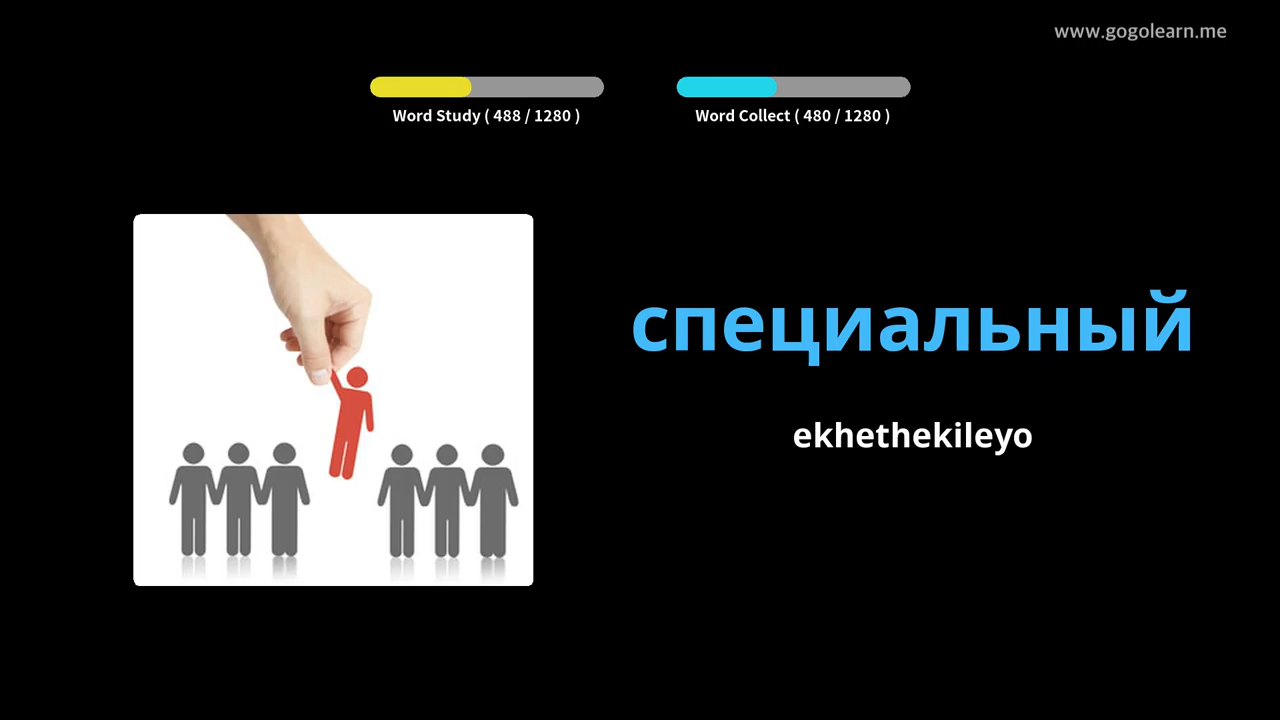 www.gogolearn.me
Word Study ( 488 / 1280 )
Word Collect ( 480 / 1280 )
специальный
ekhethekileyo